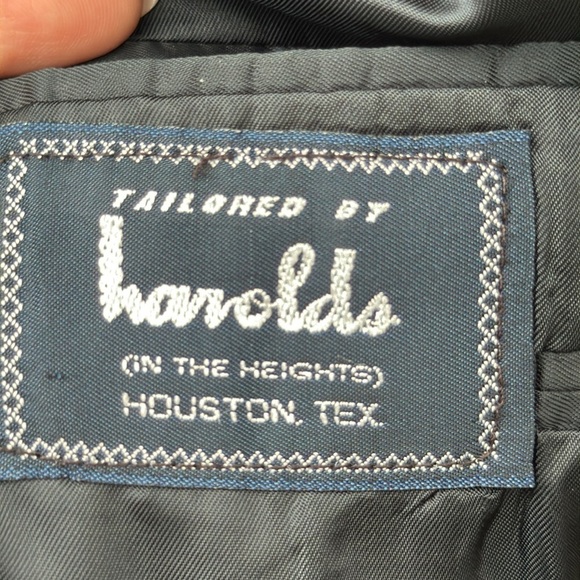 TAILORED BY
harolds
(IN THE HEIGHTS)
HOUSTON, TEX.